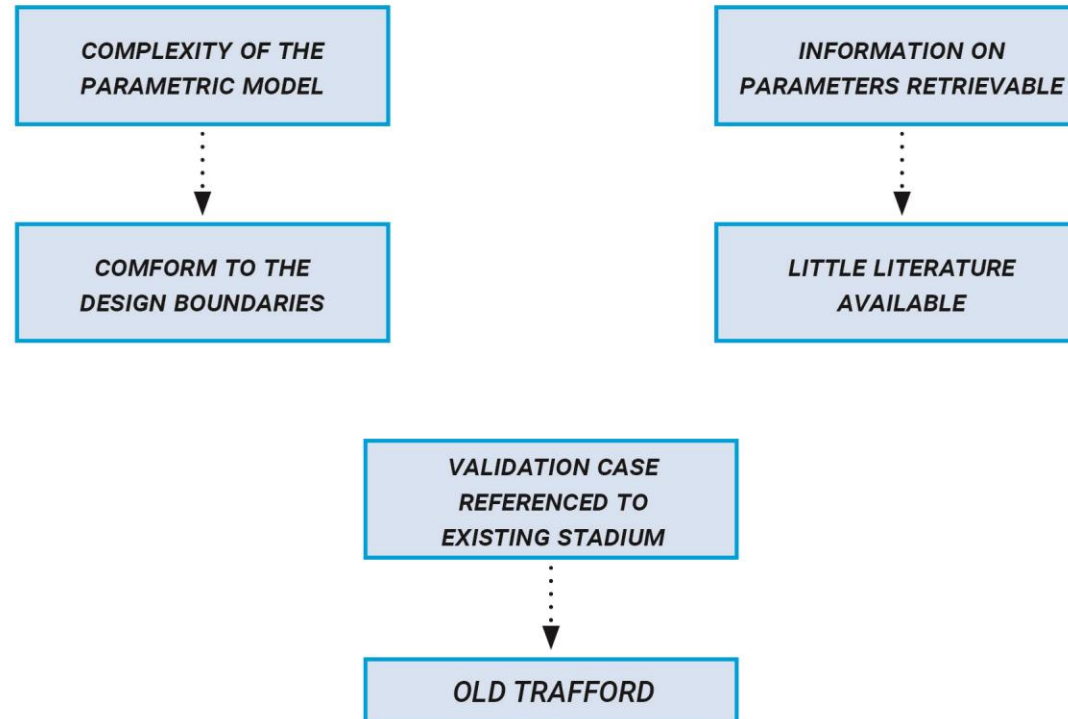 COMPLEXITY OF THE
PARAMETRIC MODEL
INFORMATION ON
PARAMETERS RETRIEVABLE
COMFORM TO THE
DESIGN BOUNDARIES
LITTLE LITERATURE
AVAILABLE
VALIDATION CASE
REFERENCED TO
EXISTING STADIUM
OLD TRAFFORD